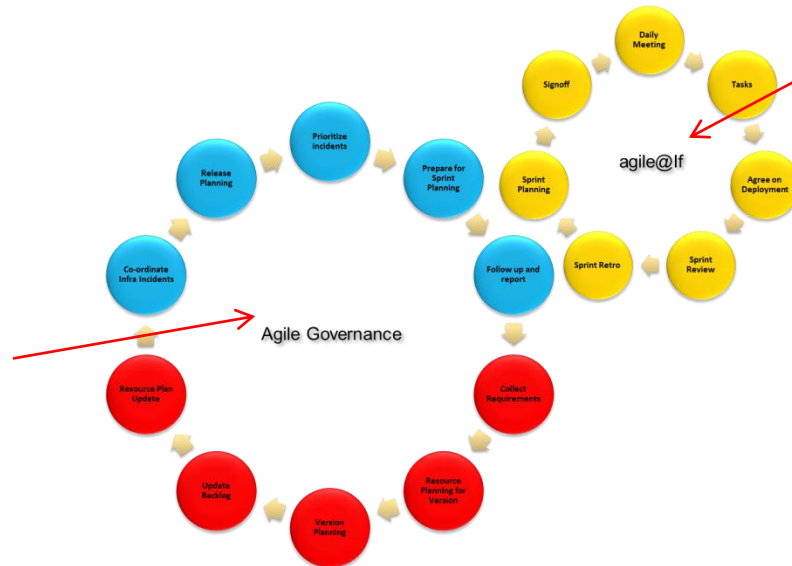 Daily
Meeting
Signoff
Tasks
Prioritize
incidents
agile@If
Release
Planning
Prepare for
Sprint
Planning
Sprint
Planning
Agree on
Deployment
Co-ordinate
Infra Incidents
Follow up and
report
Sprint Retro
Sprint
Review
Agile Governance
Resource Plan
Update
Collect
Requirements
Update
Backlog
Resource
Planning for
Version
Version
Planning